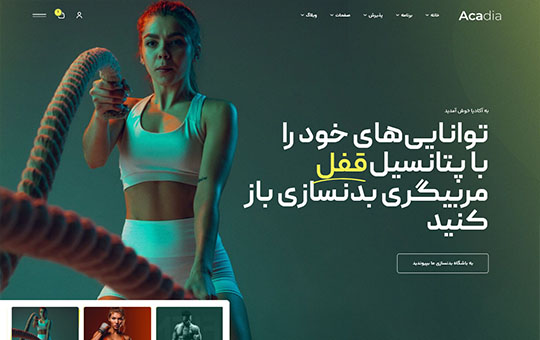 Acadia
خانه
برنامه
پذیرش
صفحات
وبلاگ
به آکادیا خوش آمدید
توانایی‌های خود را
با پتانسیل قفل
مربیگری بدنسازی باز
کنید
به باشگاه بدنسازی ما بپیوندید